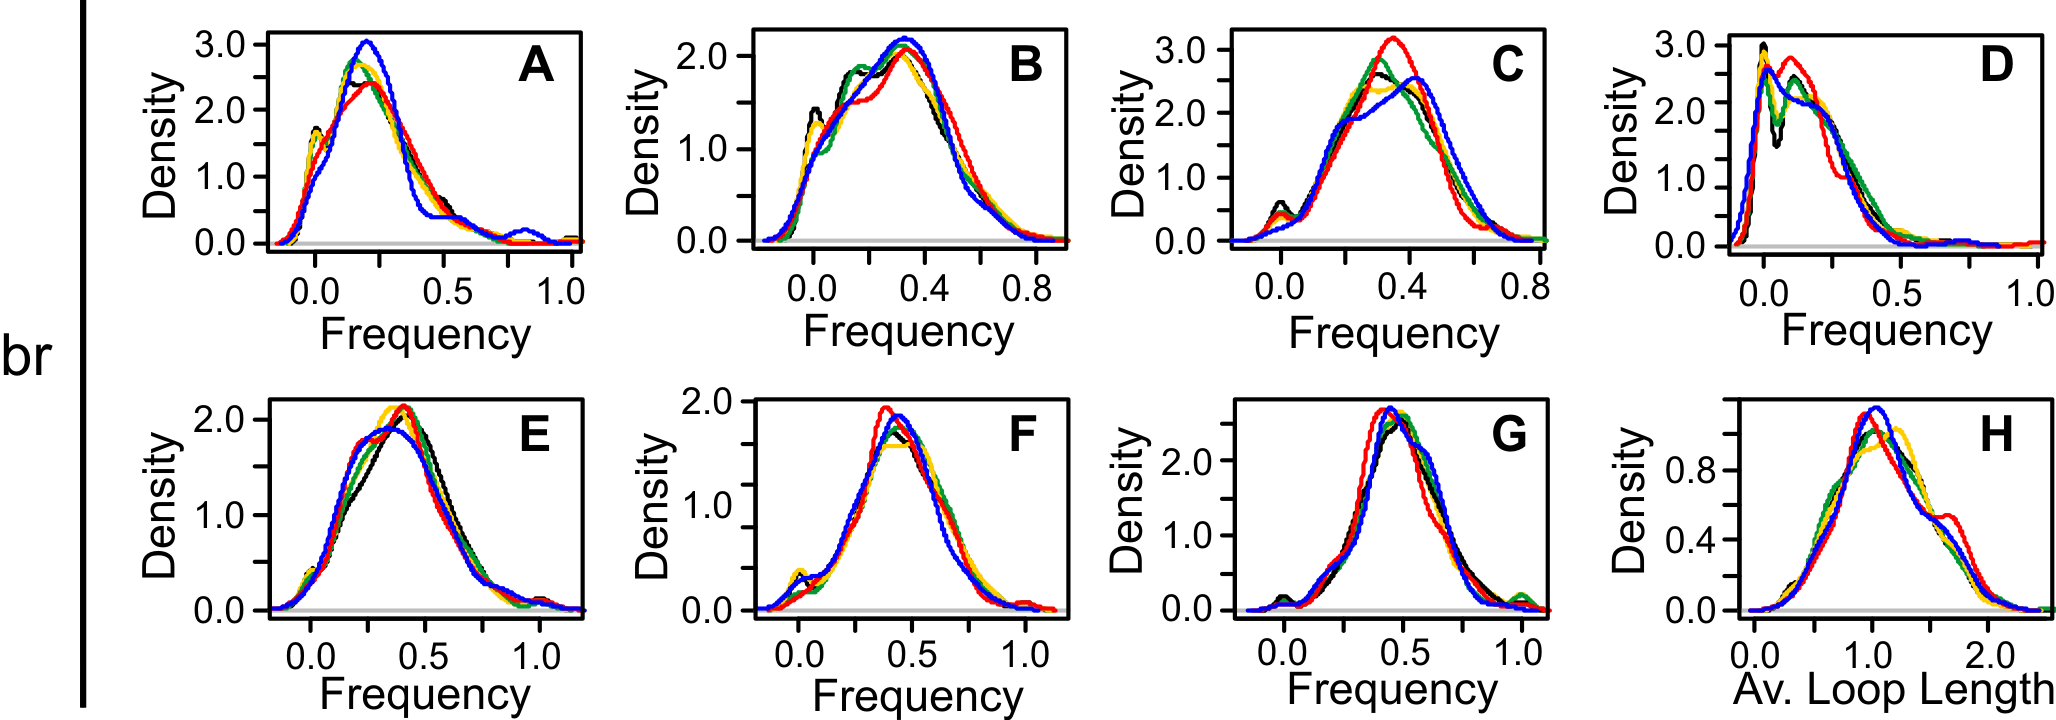 br
A
3.0
2.0
1.0
0.0
Density
0.0 0.5 1.0
Frequency
B
2.0
1.0
0.0
Density
0.0 0.4 0.8
Frequency
C
3.0
2.0
1.0
0.0
Density
0.0 0.4 0.8
Frequency
D
3.0
2.0
1.0
0.0
Density
0.0 0.5 1.0
Frequency
E
2.0
1.0
0.0
Density
0.0 0.5 1.0
Frequency
F
2.0
1.0
0.0
Density
0.0 0.5 1.0
Frequency
G
2.0
1.0
0.0
Density
0.0 0.5 1.0
Frequency
H
0.8
0.4
0.0
Density
0.0 1.0 2.0
Av. Loop Length